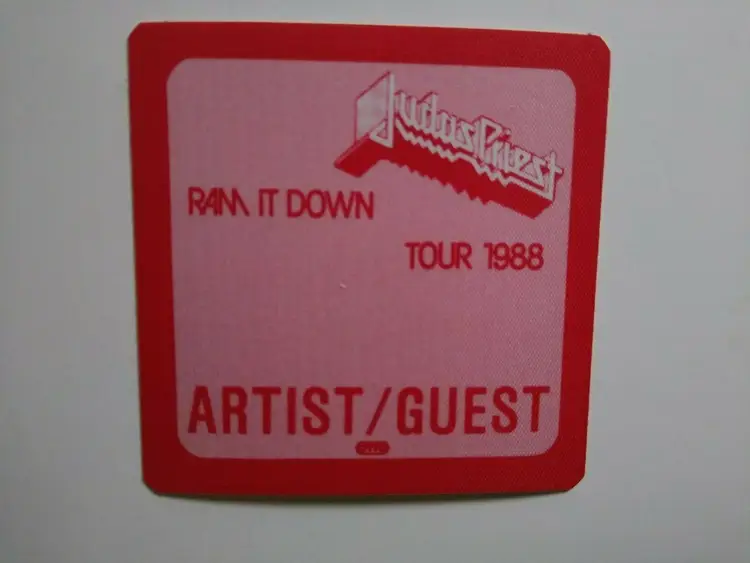 Judas Priest
RAM IT DOWN
TOUR 1988
ARTIST/GUEST